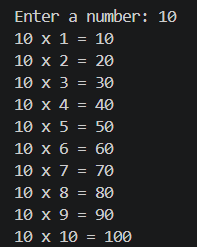 Enter a number: 10
10 x 1 = 10
10 x 2 = 20
10 x 3 = 30
10 x 4 = 40
10 x 5 = 50
10 x 6 = 60
10 x 7 = 70
10 x 8 = 80
10 x 9 = 90
10 x 10 = 100